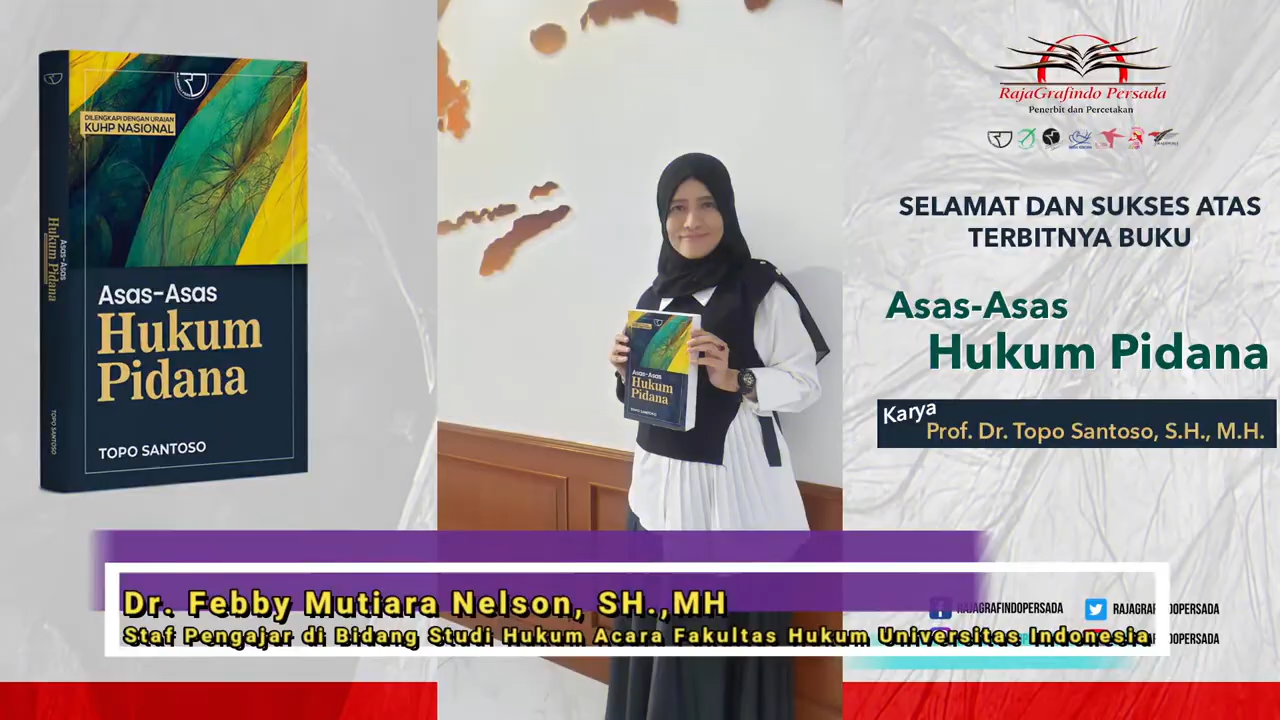 DILENGKAPI DENGAN URAIAN
KUHP NASIONAL
Asas-Asas
Hukum Pidana
TOPO SANTOSO
Asas-Asas
Hukum
Pidana
TOPO SANTOSO
Asas-Asas
Hukum
Pidana
TOPO SANTOSO
RajaGrafindo Persada
Penerbit dan Percetakan
SELAMAT DAN SUKSES ATAS
TERBITNYA BUKU
Asas-Asas
Hukum Pidana
Karya
Prof. Dr. Topo Santoso, S.H., M.H.
Dr. Febby Mutiara Nelson, SH.,MH
Staf Pengajar di Bidang Studi Hukum Acara Fakultas Hukum Universitas Indonesia
RAJAGRAFINDOPERSADA
RAJAGRAFINDOPERSADA